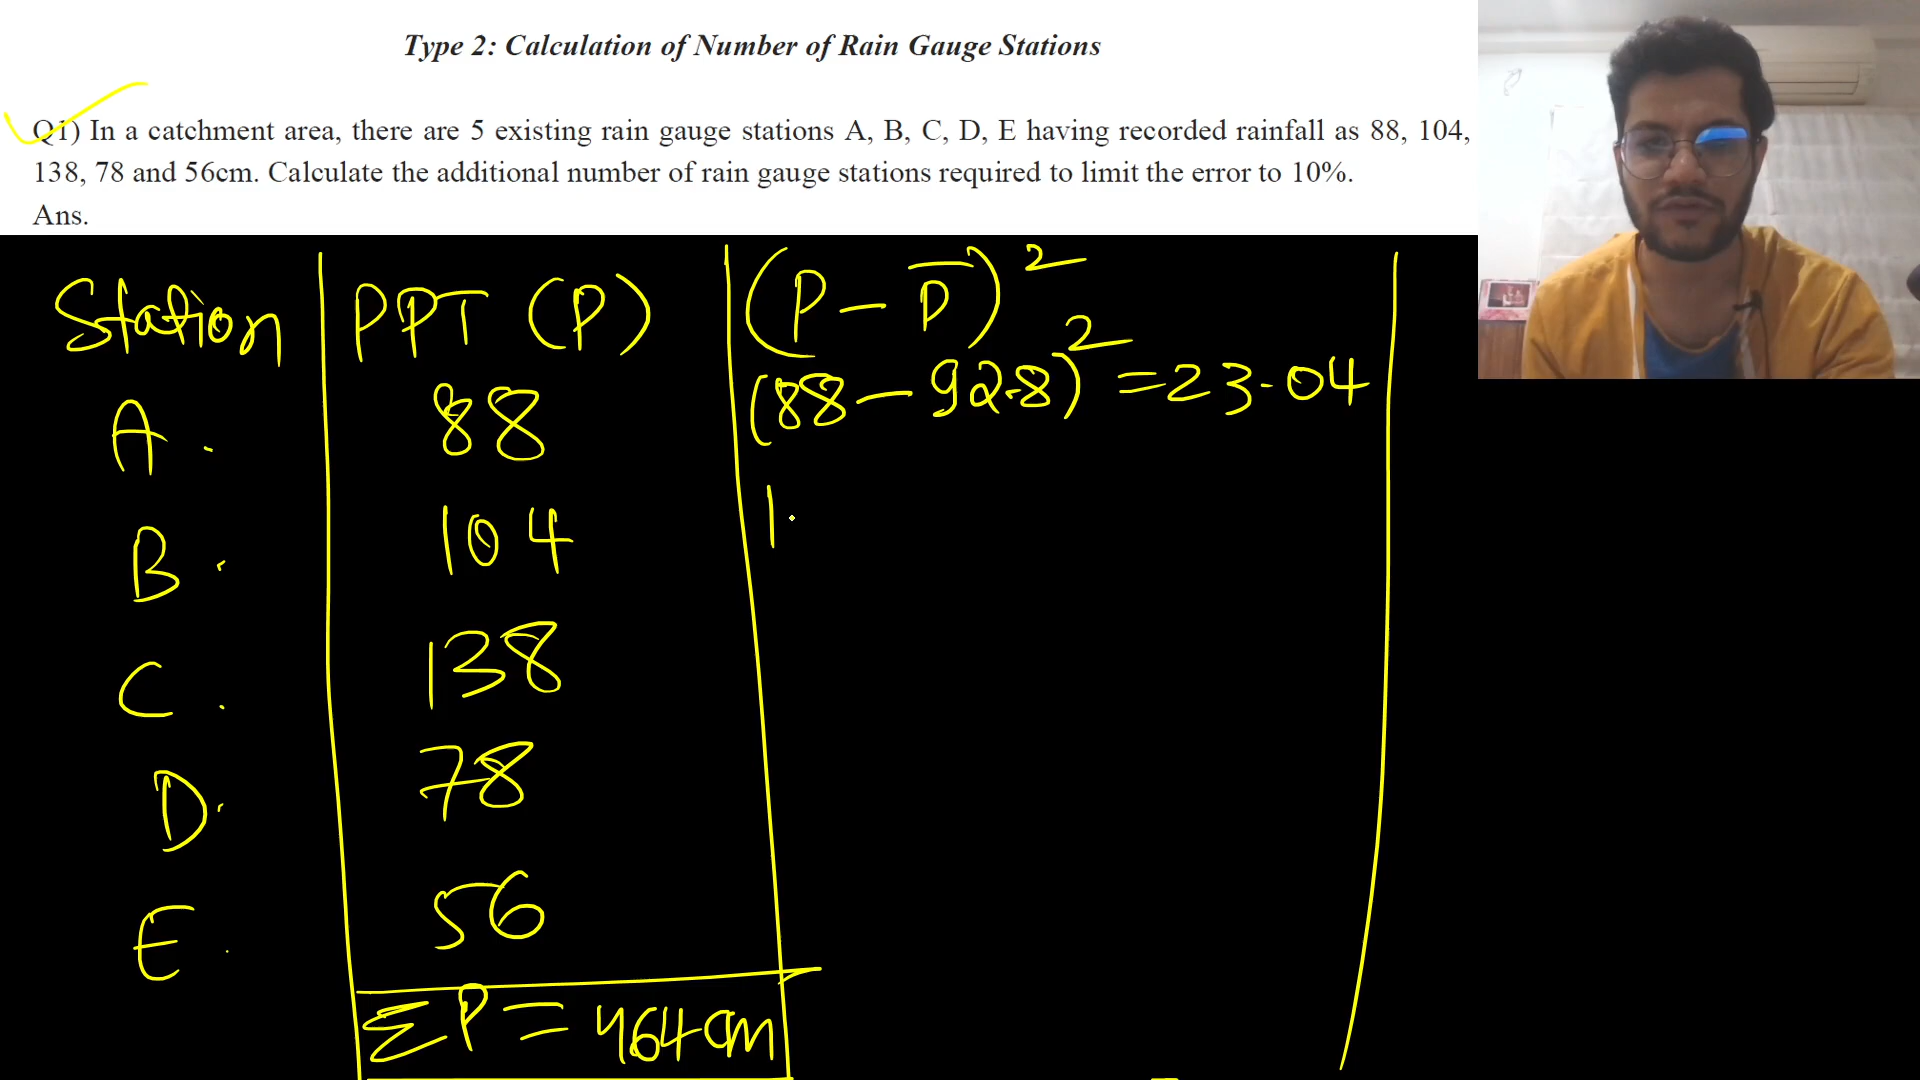 Type 2: Calculation of Number of Rain Gauge Stations
Q1) In a catchment area, there are 5 existing rain gauge stations A, B, C, D, E having recorded rainfall as 88, 104,
138, 78 and 56cm. Calculate the additional number of rain gauge stations required to limit the error to 10%.
Ans.
Station PPT (P) (P - P̅)²
A. 88 (88 - 92.8)² = 23.04
B. 104 1
C. 138
D. 78
E. 56
ΣP = 464cm